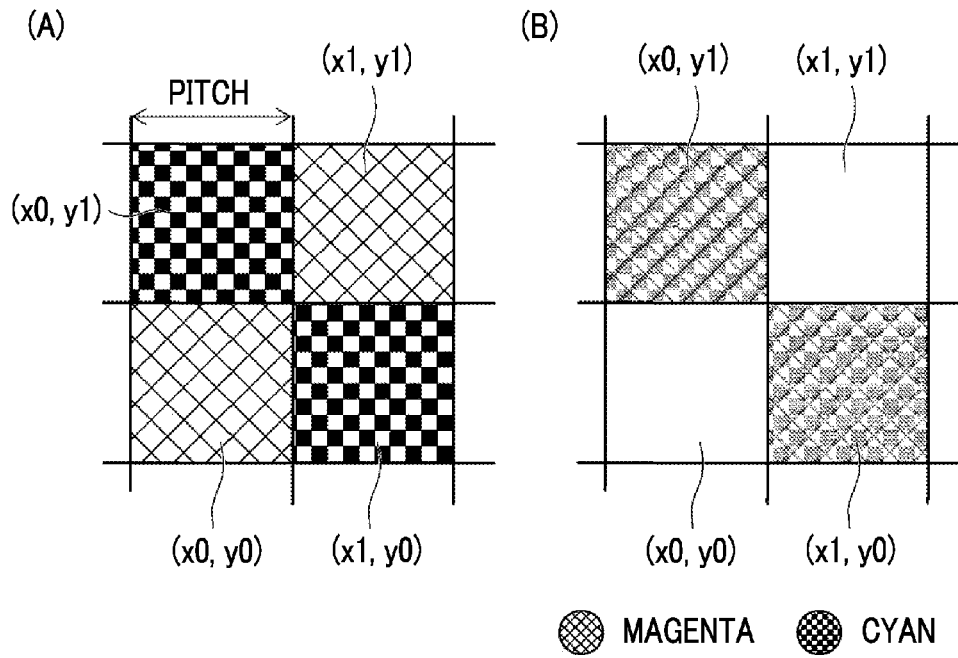 (A)
(B)
(x1, y1)
(x0, y1)
(x1, y1)
PITCH
(x0, y1)
(x0, y0)
(x1, y0)
(x0, y0)
(x1, y0)
MAGENTA
CYAN